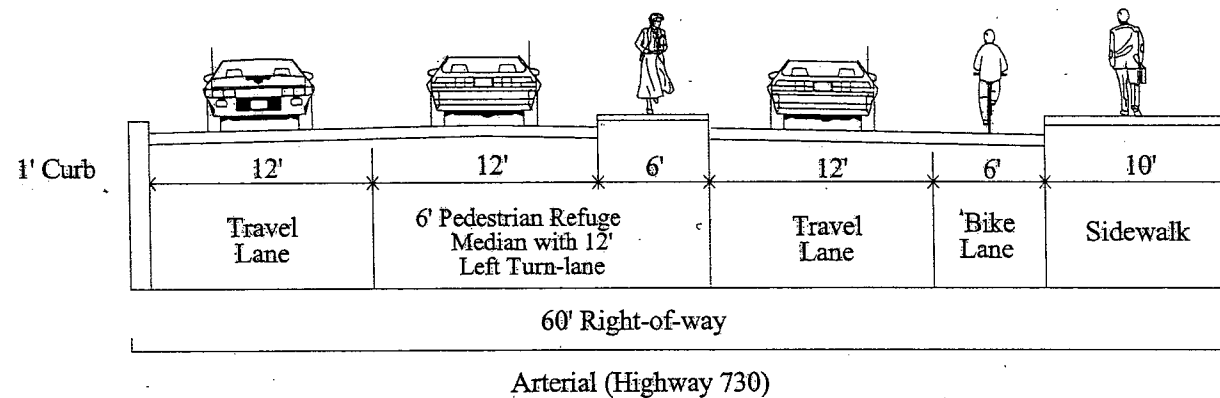 1' Curb
12'
12'
6'
12'
6'
10'
Travel
Lane
6' Pedestrian Refuge
Median with 12'
Left Turn-lane
Travel
Lane
Bike
Lane
Sidewalk
60' Right-of-way
Arterial (Highway 730)